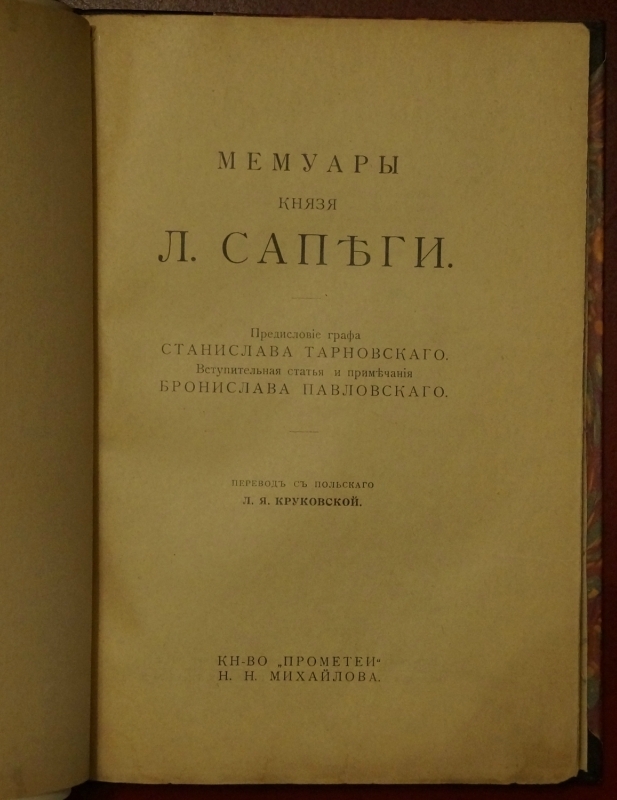 МЕМУАРЫ
КНЯЗЯ
Л. САПѢГИ.
Предисловіе графа
СТАНИСЛАВА ТАРНОВСКАГО.
Вступительная статья и примѣчанія
БРОНИСЛАВА ПАВЛОВСКАГО.
ПЕРЕВОДЪ СЪ ПОЛЬСКАГО
Л. Я. КРУКОВСКОЙ.
КН-ВО „ПРОМЕТЕЙ“
Н. Н. МИХАЙЛОВА.